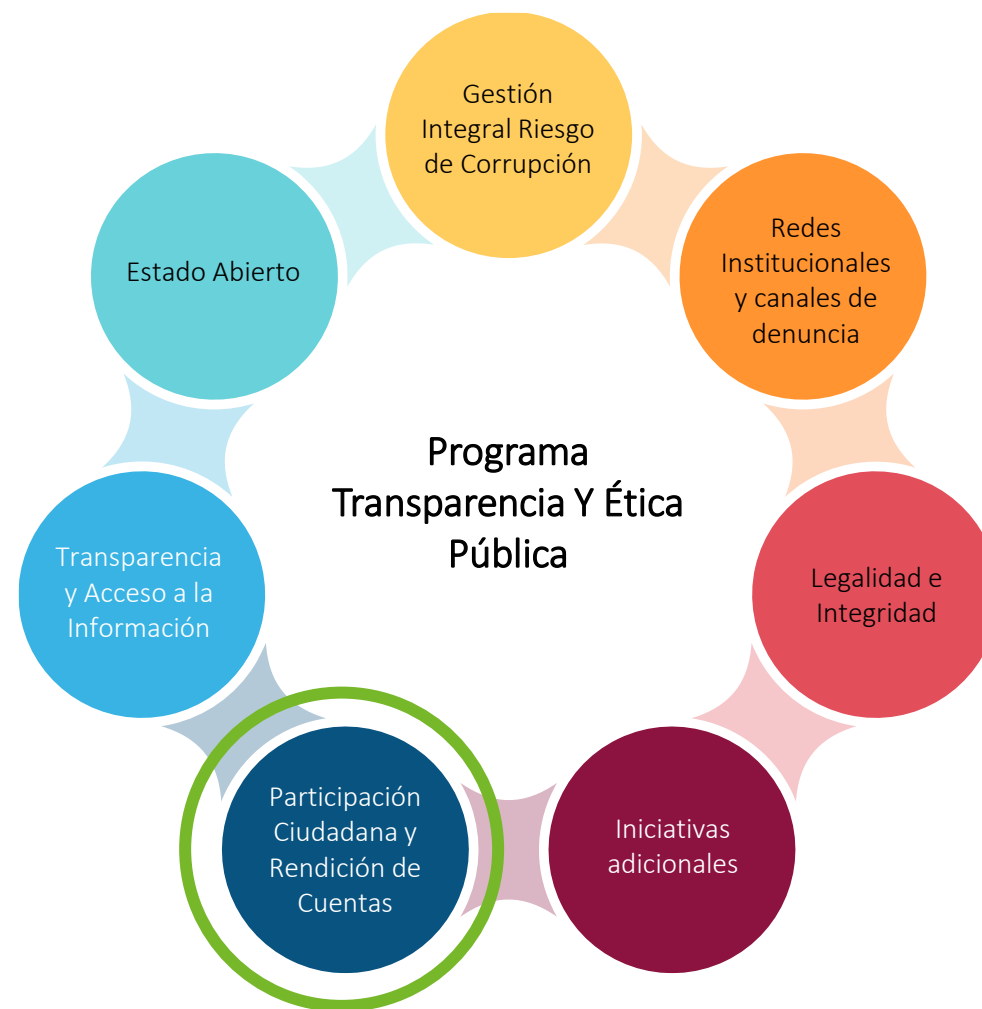 Gestión
Integral Riesgo
de Corrupción
Redes
Institucionales
y canales de
denuncia
Estado Abierto
Programa
Transparencia Y Ética
Pública
Transparencia
y Acceso a la
Información
Legalidad e
Integridad
Participación
Ciudadana y
Rendición de
Cuentas
Iniciativas
adicionales